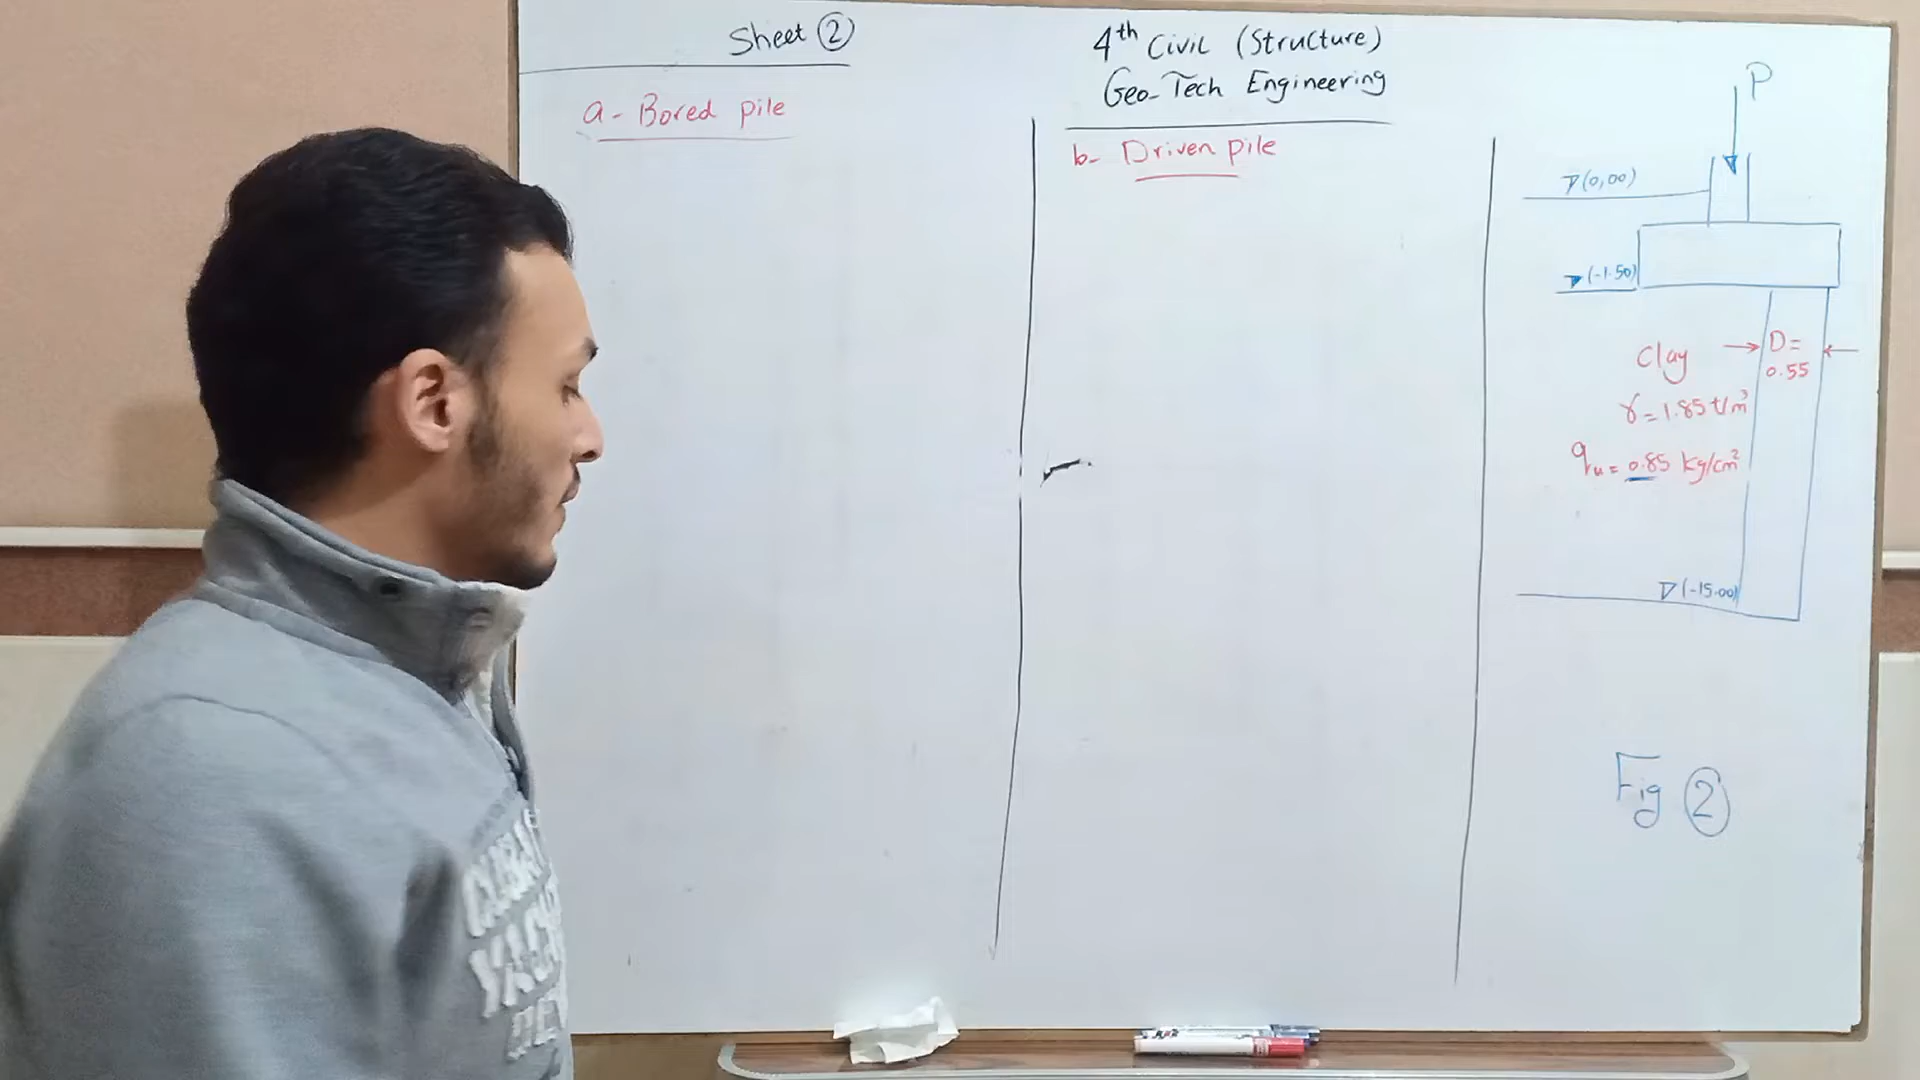 Sheet ②
4th Civil (Structure)
Geo-Tech Engineering
a- Bored pile
b- Driven pile
P
(0,00)
(-1.50)
Clay
D=
0.55
γ=1.85 t/m³
qu= 0.85 kg/cm²
(-15.00)
Fig ②